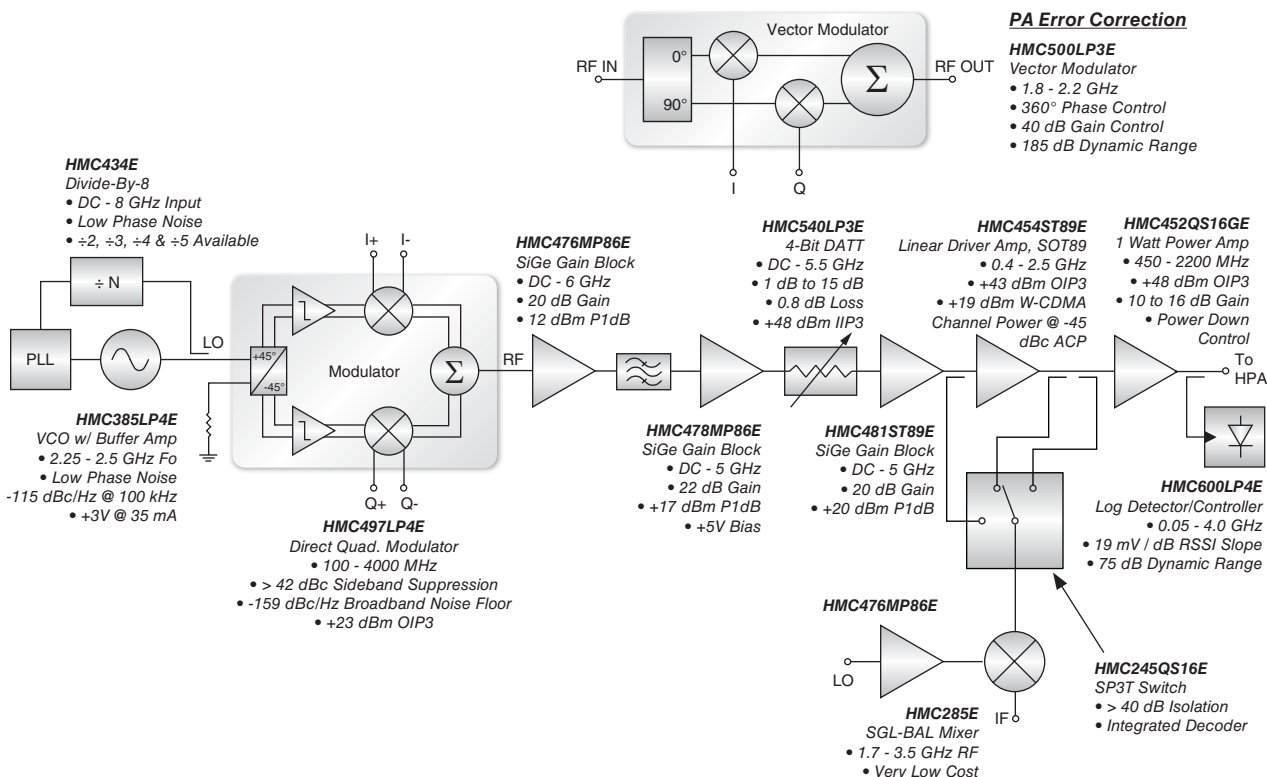 PA Error Correction
HMC500LP3E
Vector Modulator
• 1.8 - 2.2 GHz
• 360° Phase Control
• 40 dB Gain Control
• 185 dB Dynamic Range
Vector Modulator
RF IN
0°
90°
Σ
RF OUT
I
Q
HMC434E
Divide-By-8
• DC - 8 GHz Input
• Low Phase Noise
• ÷2, ÷3, ÷4 & ÷5 Available
÷ N
PLL
LO
HMC385LP4E
VCO w/ Buffer Amp
• 2.25 - 2.5 GHz Fo
• Low Phase Noise
-115 dBc/Hz @ 100 kHz
• +3V @ 35 mA
I+
I-
+45°
-45°
Modulator
Σ
Q+
Q-
RF
HMC497LP4E
Direct Quad. Modulator
• 100 - 4000 MHz
• > 42 dBc Sideband Suppression
• -159 dBc/Hz Broadband Noise Floor
• +23 dBm OIP3
HMC476MP86E
SiGe Gain Block
• DC - 6 GHz
• 20 dB Gain
• 12 dBm P1dB
HMC478MP86E
SiGe Gain Block
• DC - 5 GHz
• 22 dB Gain
• +17 dBm P1dB
• +5V Bias
HMC540LP3E
4-Bit DATT
• DC - 5.5 GHz
• 1 dB to 15 dB
• 0.8 dB Loss
• +48 dBm IIP3
HMC481ST89E
SiGe Gain Block
• DC - 5 GHz
• 20 dB Gain
• +20 dBm P1dB
HMC454ST89E
Linear Driver Amp, SOT89
• 0.4 - 2.5 GHz
• +43 dBm OIP3
• +19 dBm W-CDMA
Channel Power @ -45
dBc ACP
HMC452QS16GE
1 Watt Power Amp
• 450 - 2200 MHz
• +48 dBm OIP3
• 10 to 16 dB Gain
• Power Down
Control
To
HPA
HMC600LP4E
Log Detector/Controller
• 0.05 - 4.0 GHz
• 19 mV / dB RSSI Slope
• 75 dB Dynamic Range
HMC476MP86E
LO
IF
HMC285E
SGL-BAL Mixer
• 1.7 - 3.5 GHz RF
• Very Low Cost
HMC245QS16E
SP3T Switch
• > 40 dB Isolation
• Integrated Decoder